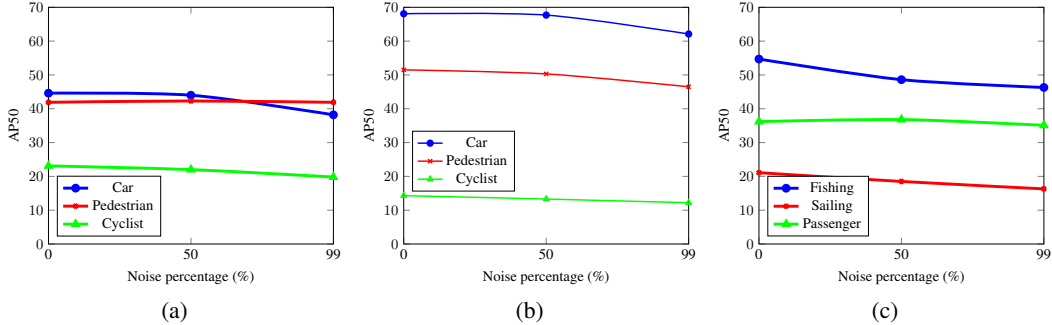 70
60
50
40
30
20
10
0
AP50
Car
Pedestrian
Cyclist
0 50 99
Noise percentage (%)
(a)
70
60
50
40
30
20
10
0
AP50
Car
Pedestrian
Cyclist
0 50 99
Noise percentage (%)
(b)
70
60
50
40
30
20
10
0
AP50
Fishing
Sailing
Passenger
0 50 99
Noise percentage (%)
(c)